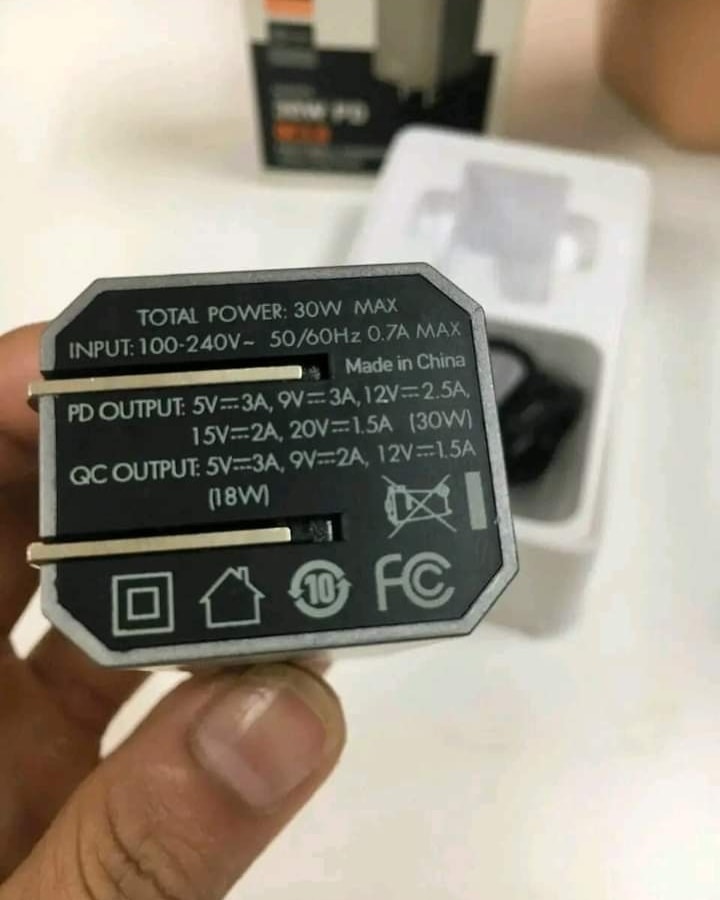 30W PD
TOTAL POWER: 30W MAX
INPUT: 100-240V~ 50/60Hz 0.7A MAX
Made in China
PD OUTPUT: 5V⎓3A, 9V⎓3A, 12V⎓2.5A,
15V⎓2A, 20V⎓1.5A (30W)
QC OUTPUT: 5V⎓3A, 9V⎓2A, 12V⎓1.5A
(18W)
10
FC